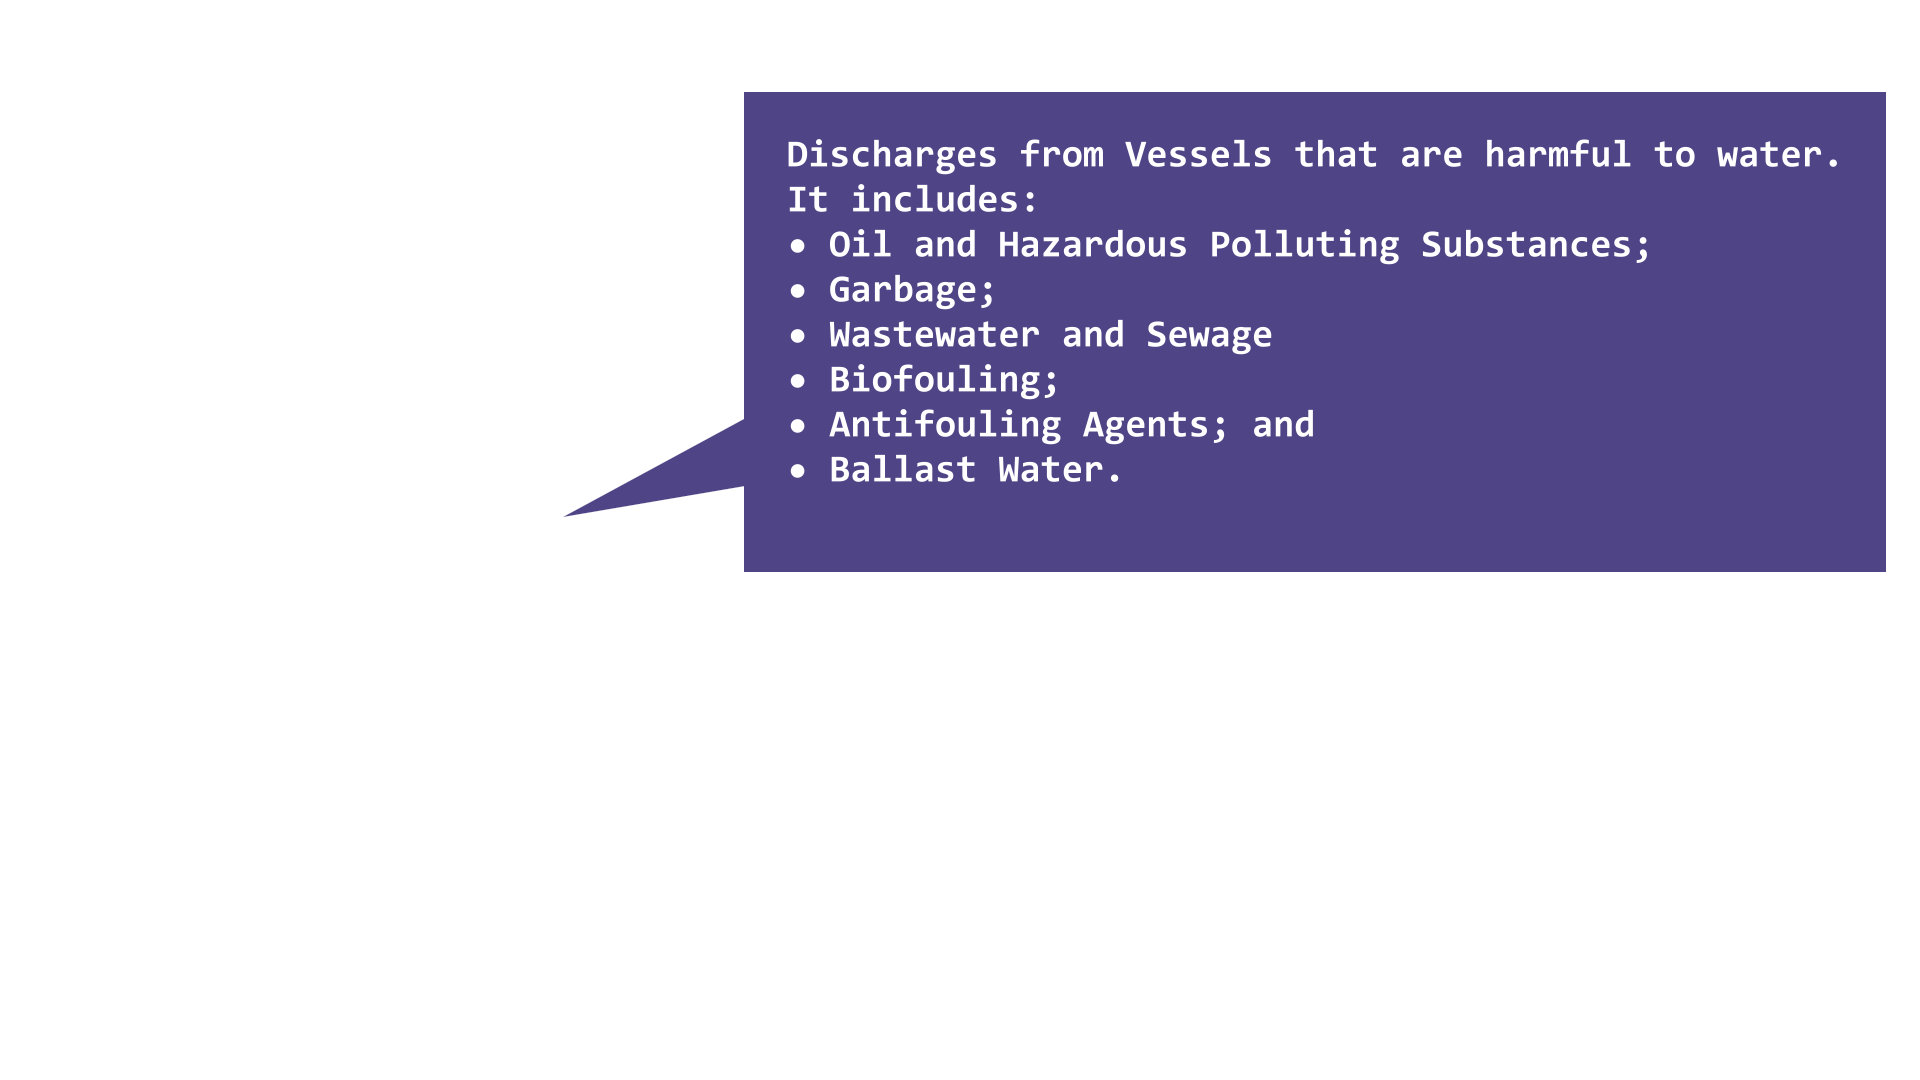 Discharges from Vessels that are harmful to water.
It includes:
• Oil and Hazardous Polluting Substances;
• Garbage;
• Wastewater and Sewage
• Biofouling;
• Antifouling Agents; and
• Ballast Water.